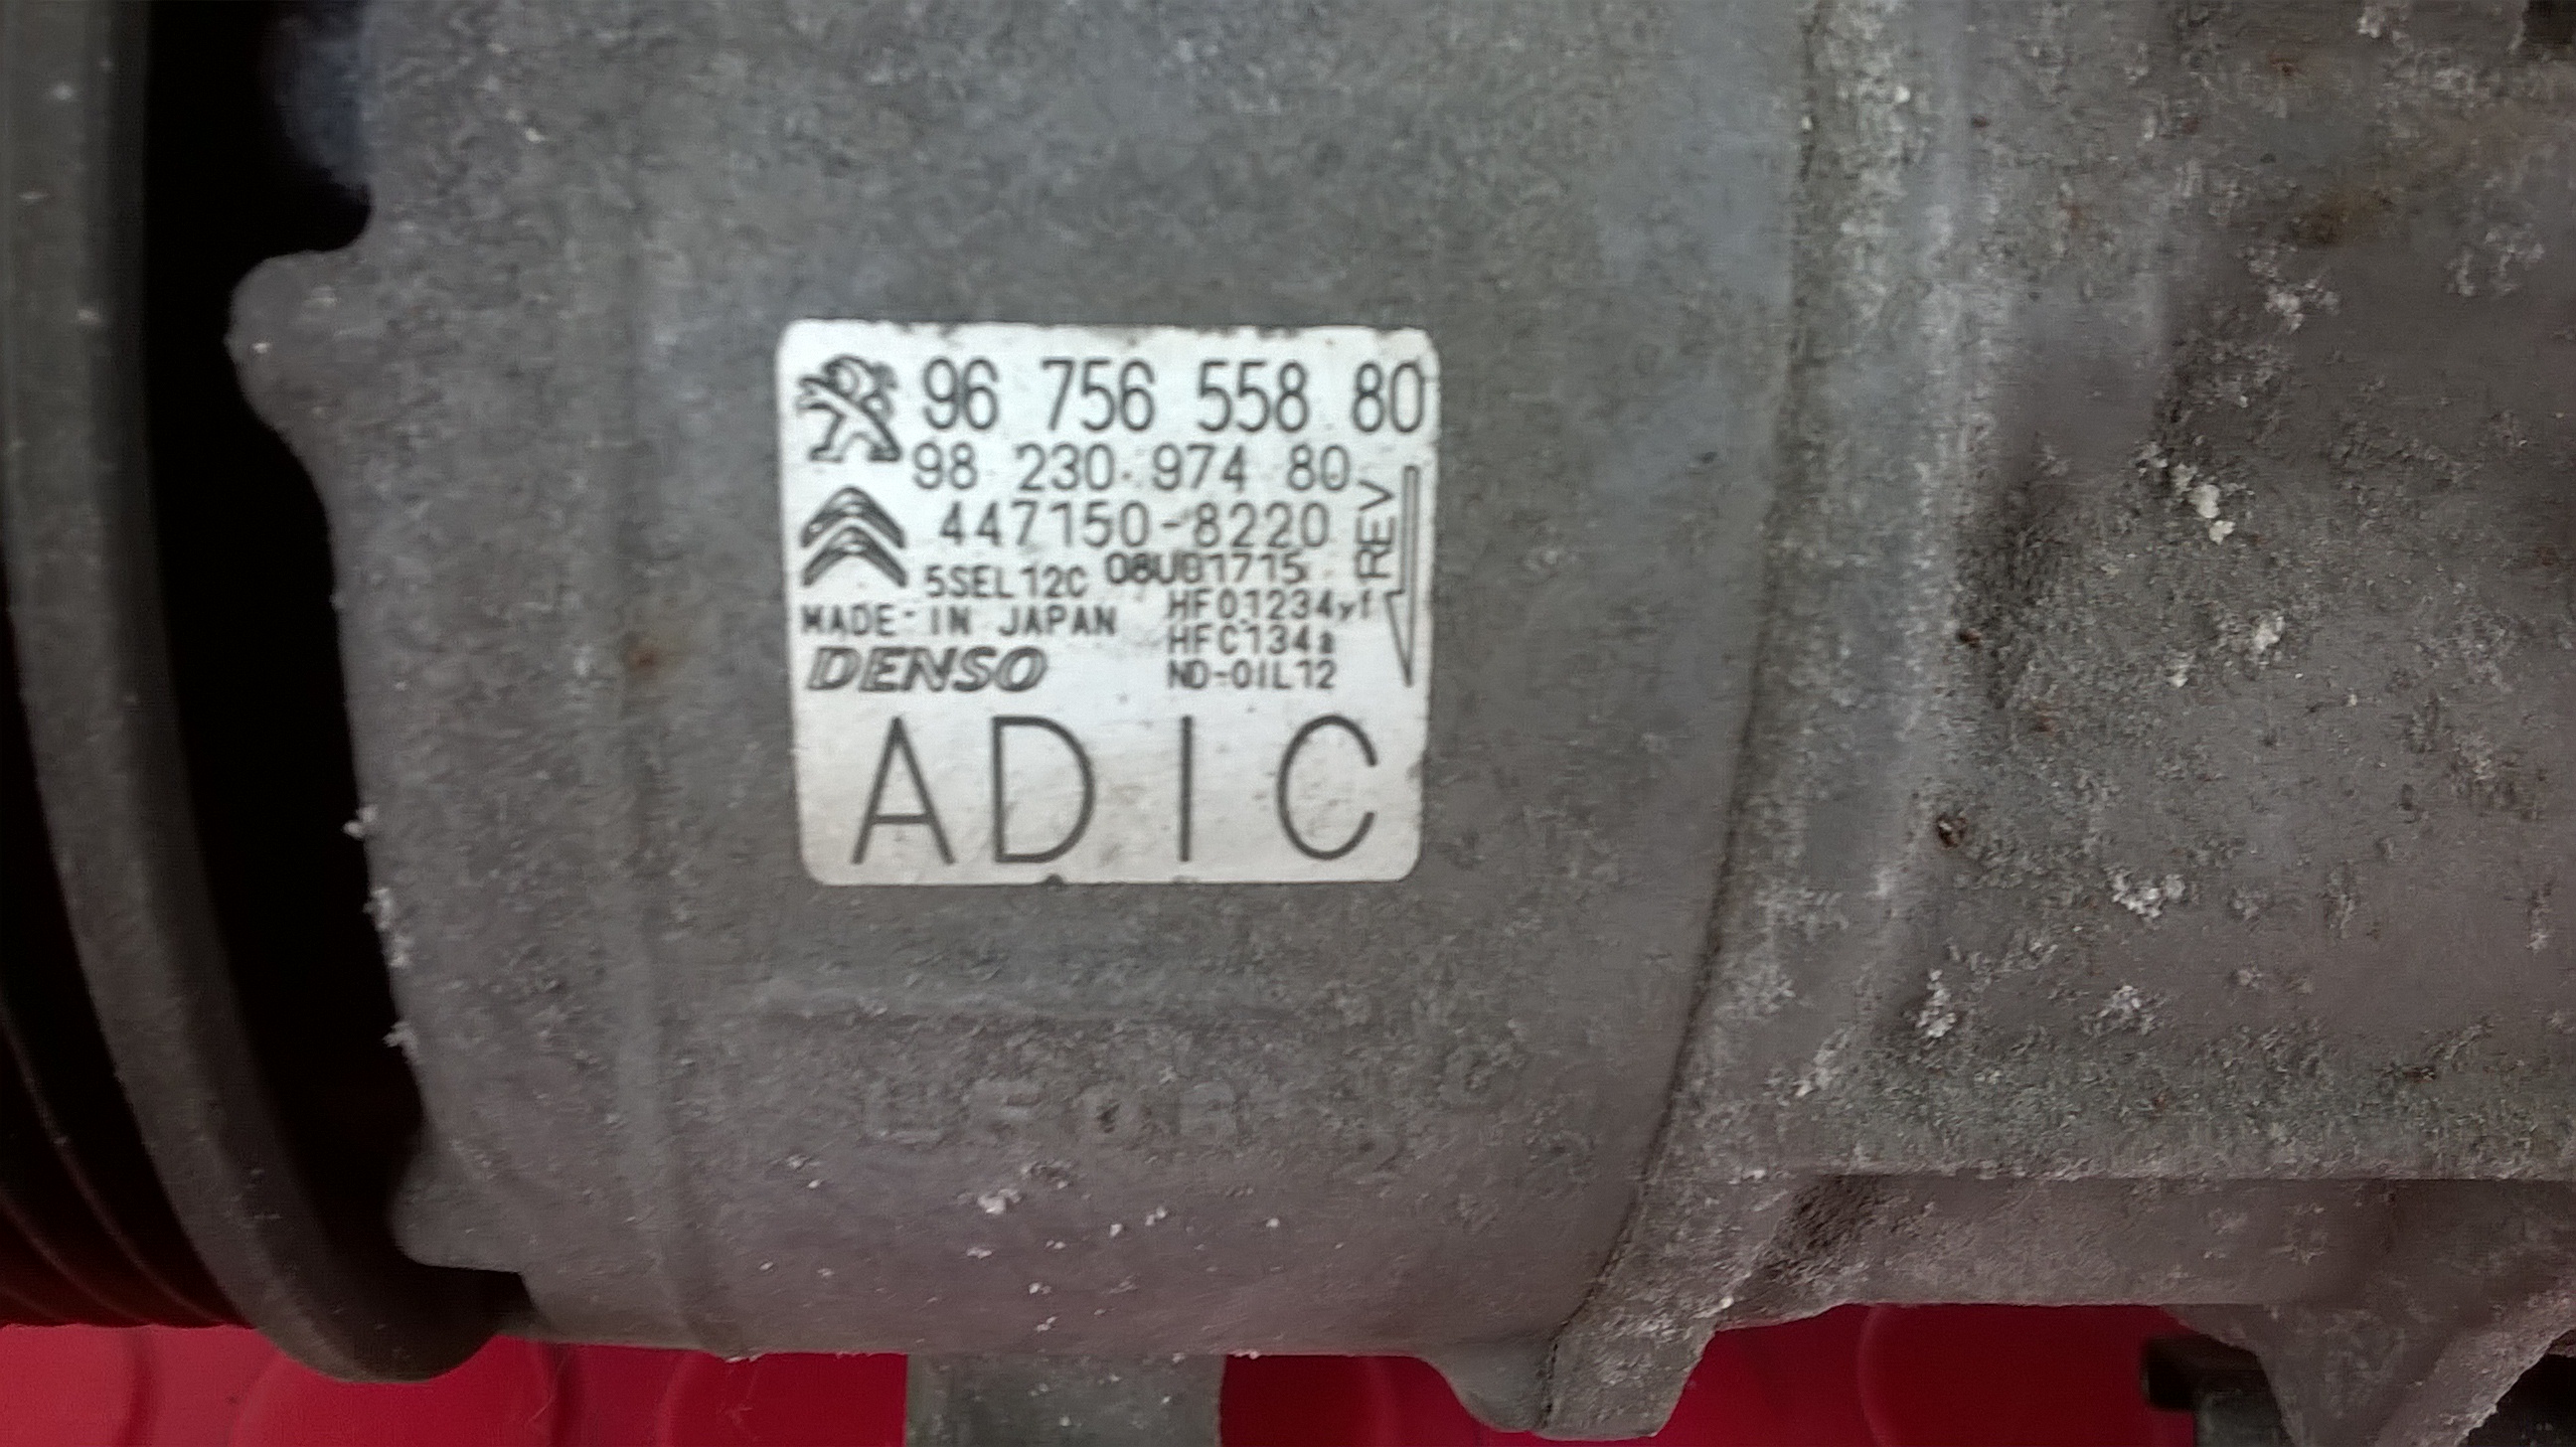 96 756 558 80
98 230 974 80
447150-8220
REV
5SEL12C 08U01715
MADE IN JAPAN
HFO1234yf
HFC134a
DENSO
ND-OIL12
ADIC